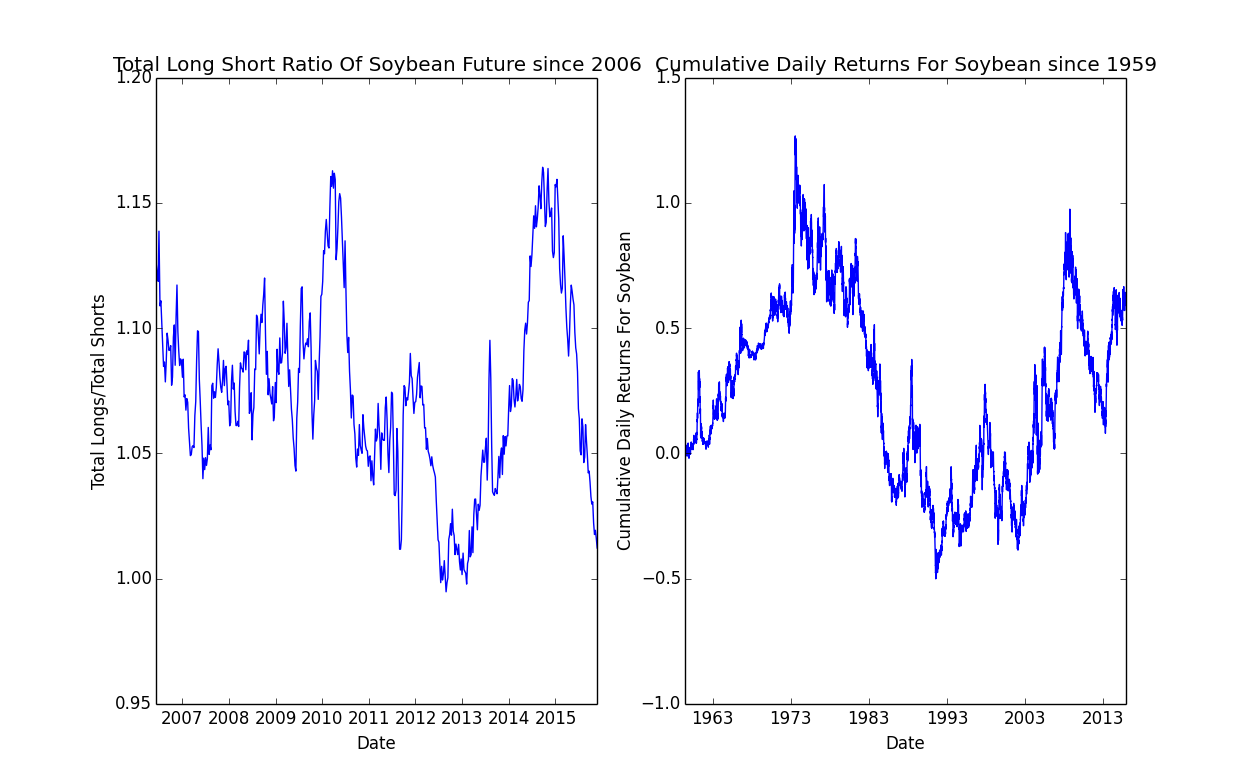 Total Long Short Ratio Of Soybean Future since 2006
1.20
1.15
1.10
1.05
1.00
0.95
Total Longs/Total Shorts
2007 2008 2009 2010 2011 2012 2013 2014 2015
Date
Cumulative Daily Returns For Soybean since 1959
1.5
1.0
0.5
0.0
−0.5
−1.0
Cumulative Daily Returns For Soybean
1963 1973 1983 1993 2003 2013
Date